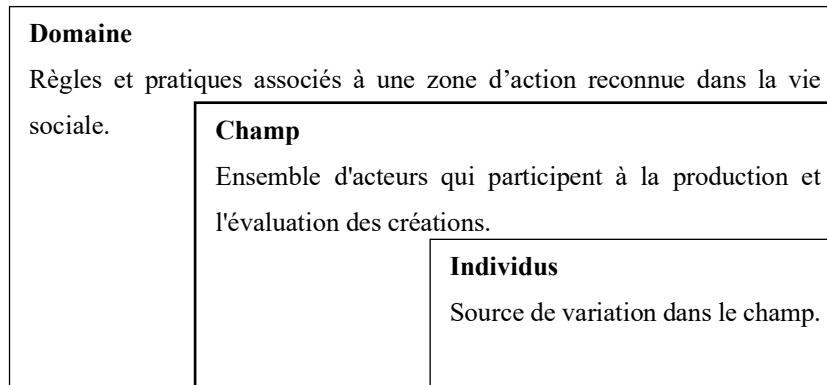 Domaine
Règles et pratiques associés à une zone d’action reconnue dans la vie
sociale.
Champ
Ensemble d'acteurs qui participent à la production et
l'évaluation des créations.
Individus
Source de variation dans le champ.